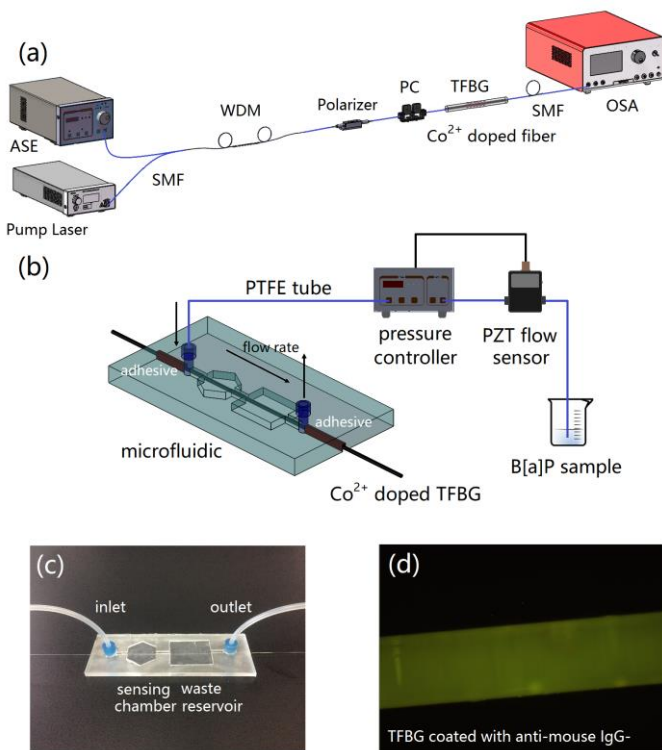 (a)
ASE
Pump Laser
SMF
WDM
Polarizer
PC
TFBG
Co²⁺ doped fiber
SMF
OSA
(b)
PTFE tube
pressure
controller
PZT flow
sensor
flow rate
adhesive
adhesive
microfluidic
Co²⁺ doped TFBG
B[a]P sample
(c)
inlet
outlet
sensing
chamber
waste
reservoir
(d)
TFBG coated with anti-mouse IgG-